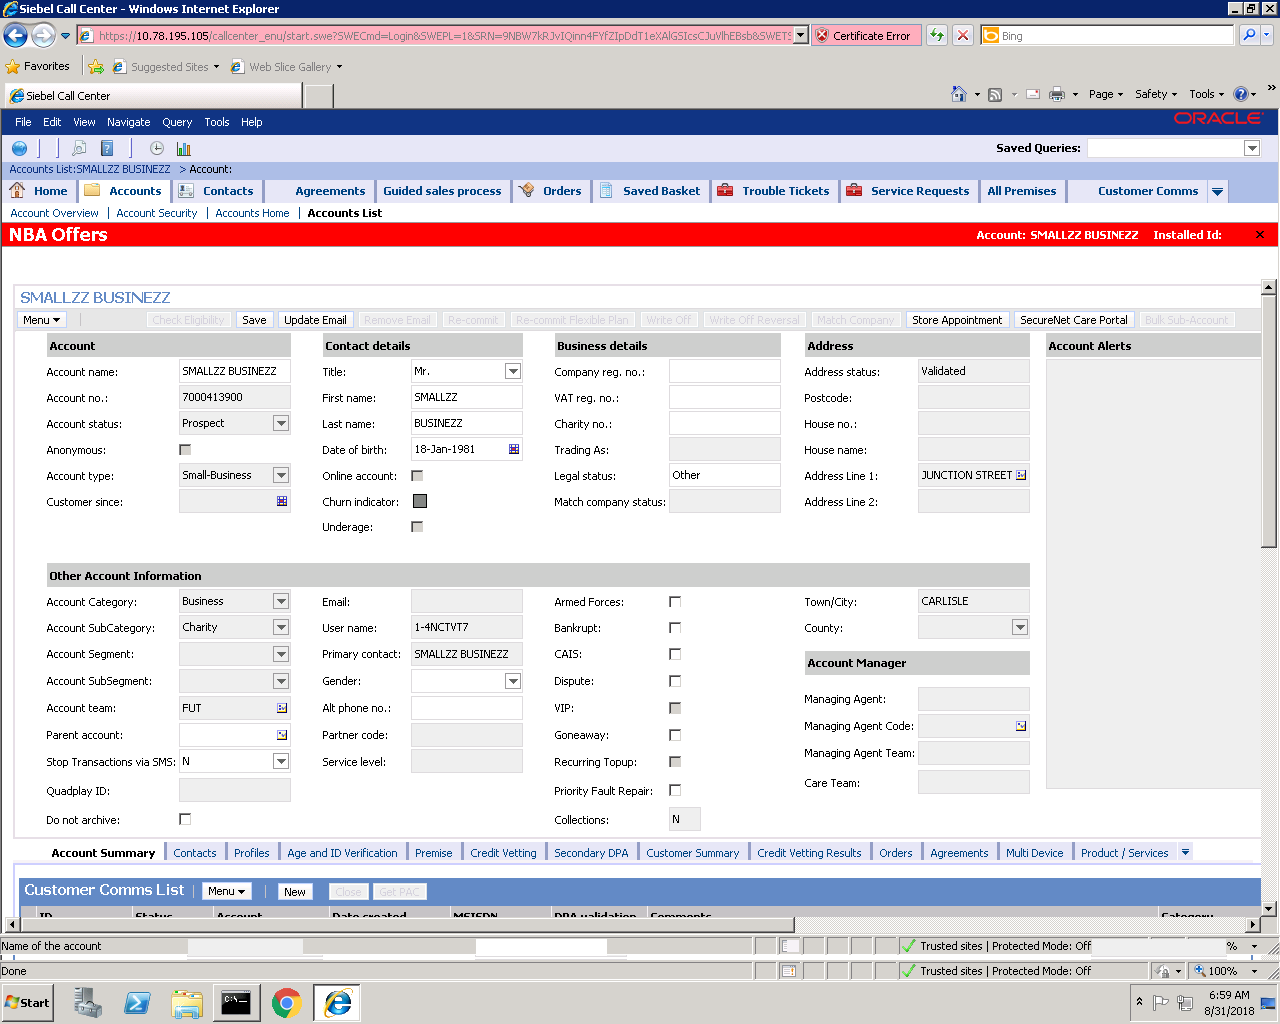 Siebel Call Center - Windows Internet Explorer
Certificate Error
Bing
Favorites Suggested Sites Web Slice Gallery
Siebel Call Center
Page Safety Tools
File Edit View Navigate Query Tools Help
ORACLE
Saved Queries:
Accounts List:SMALLZZ BUSINEZZ > Account:
Home Accounts Contacts Agreements Guided sales process Orders Saved Basket Trouble Tickets Service Requests All Premises Customer Comms
Account Overview | Account Security | Accounts Home | Accounts List
NBA Offers Account: SMALLZZ BUSINEZZ Installed Id:
SMALLZZ BUSINEZZ
Menu Check Eligibility Save Update Email Remove Email Re-commit Re-commit Flexible Plan Write Off Write Off Reversal Match Company Store Appointment SecureNet Care Portal Bulk Sub-Account
Account Contact details Business details Address Account Alerts
Account name: SMALLZZ BUSINEZZ Title: Mr. Company reg. no.: Address status: Validated
Account no.: 7000413900 First name: SMALLZZ VAT reg. no.: Postcode:
Account status: Prospect Last name: BUSINEZZ Charity no.: House no.:
Anonymous: Date of birth: 18-Jan-1981 Trading As: House name:
Account type: Small-Business Online account: Legal status: Other Address Line 1: JUNCTION STREET
Customer since: Churn indicator: Match company status: Address Line 2:
Underage:
Other Account Information
Account Category: Business Email: Armed Forces: Town/City: CARLISLE
Account SubCategory: Charity User name: 1-4NCTVT7 Bankrupt: County:
Account Segment: Primary contact: SMALLZZ BUSINEZZ CAIS: Account Manager
Account SubSegment: Gender: Dispute:
Account team: FUT Alt phone no.: VIP: Managing Agent:
Parent account: Partner code: Goneaway: Managing Agent Code:
Stop Transactions via SMS: N Service level: Recurring Topup: Managing Agent Team:
Quadplay ID: Priority Fault Repair: Care Team:
Do not archive: Collections: N
Account Summary Contacts Profiles Age and ID Verification Premise Credit Vetting Secondary DPA Customer Summary Credit Vetting Results Orders Agreements Multi Device Product / Services
Customer Comms List Menu New Close Get PAC
ID Status Account Date created MSISDN DPA validation Comments Category
Name of the account Trusted sites | Protected Mode: Off %
Done Trusted sites | Protected Mode: Off 100%
Start C:\ 6:59 AM
8/31/2018